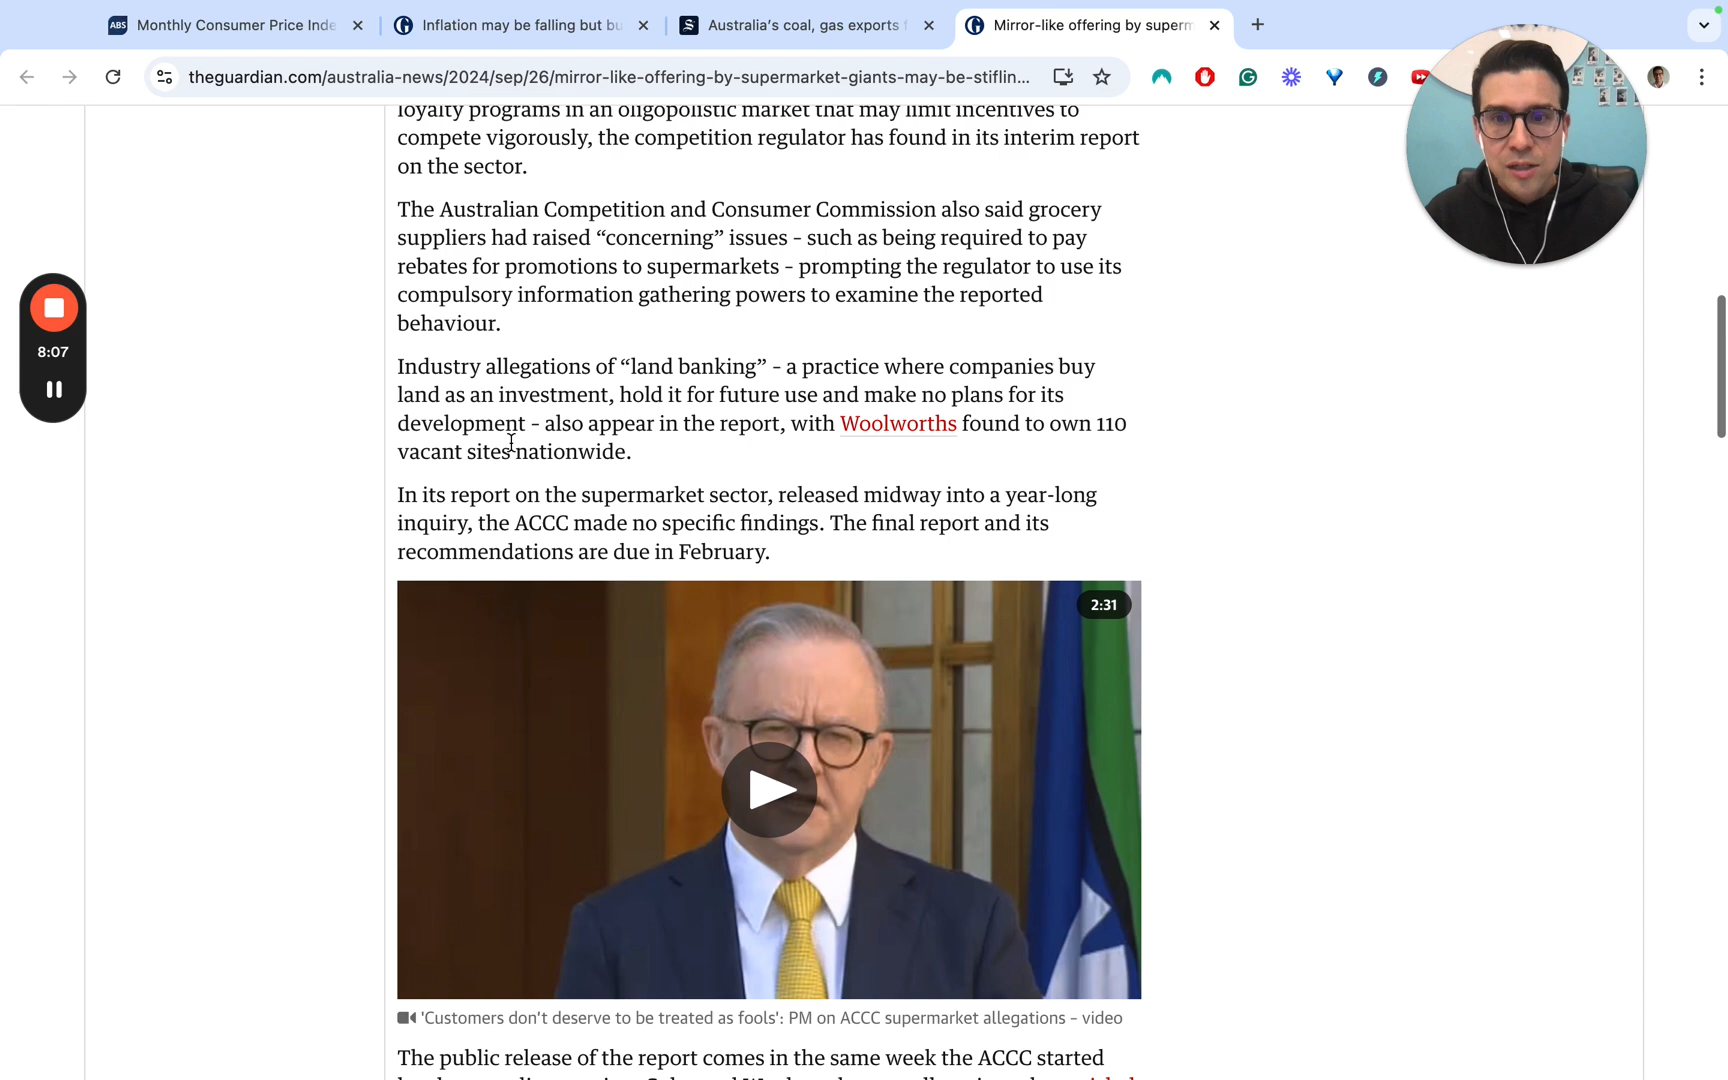 Monthly Consumer Price Inde
Inflation may be falling but bu
Australia's coal, gas exports f
Mirror-like offering by superm
theguardian.com/australia-news/2024/sep/26/mirror-like-offering-by-supermarket-giants-may-be-stiflin...
loyalty programs in an oligopolistic market that may limit incentives to
compete vigorously, the competition regulator has found in its interim report
on the sector.
The Australian Competition and Consumer Commission also said grocery
suppliers had raised “concerning” issues – such as being required to pay
rebates for promotions to supermarkets – prompting the regulator to use its
compulsory information gathering powers to examine the reported
behaviour.
8:07
Industry allegations of “land banking” – a practice where companies buy
land as an investment, hold it for future use and make no plans for its
development – also appear in the report, with Woolworths found to own 110
vacant sites nationwide.
In its report on the supermarket sector, released midway into a year-long
inquiry, the ACCC made no specific findings. The final report and its
recommendations are due in February.
2:31
'Customers don't deserve to be treated as fools': PM on ACCC supermarket allegations – video
The public release of the report comes in the same week the ACCC started